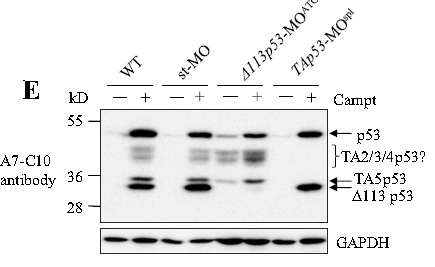 E
WT
st-MO
Δ113p53-MOATG
TAp53-MOspl
kD
− + − + − + − + Campt
55
36
28
A7-C10
antibody
p53
TA2/3/4p53?
TA5p53
Δ113 p53
GAPDH